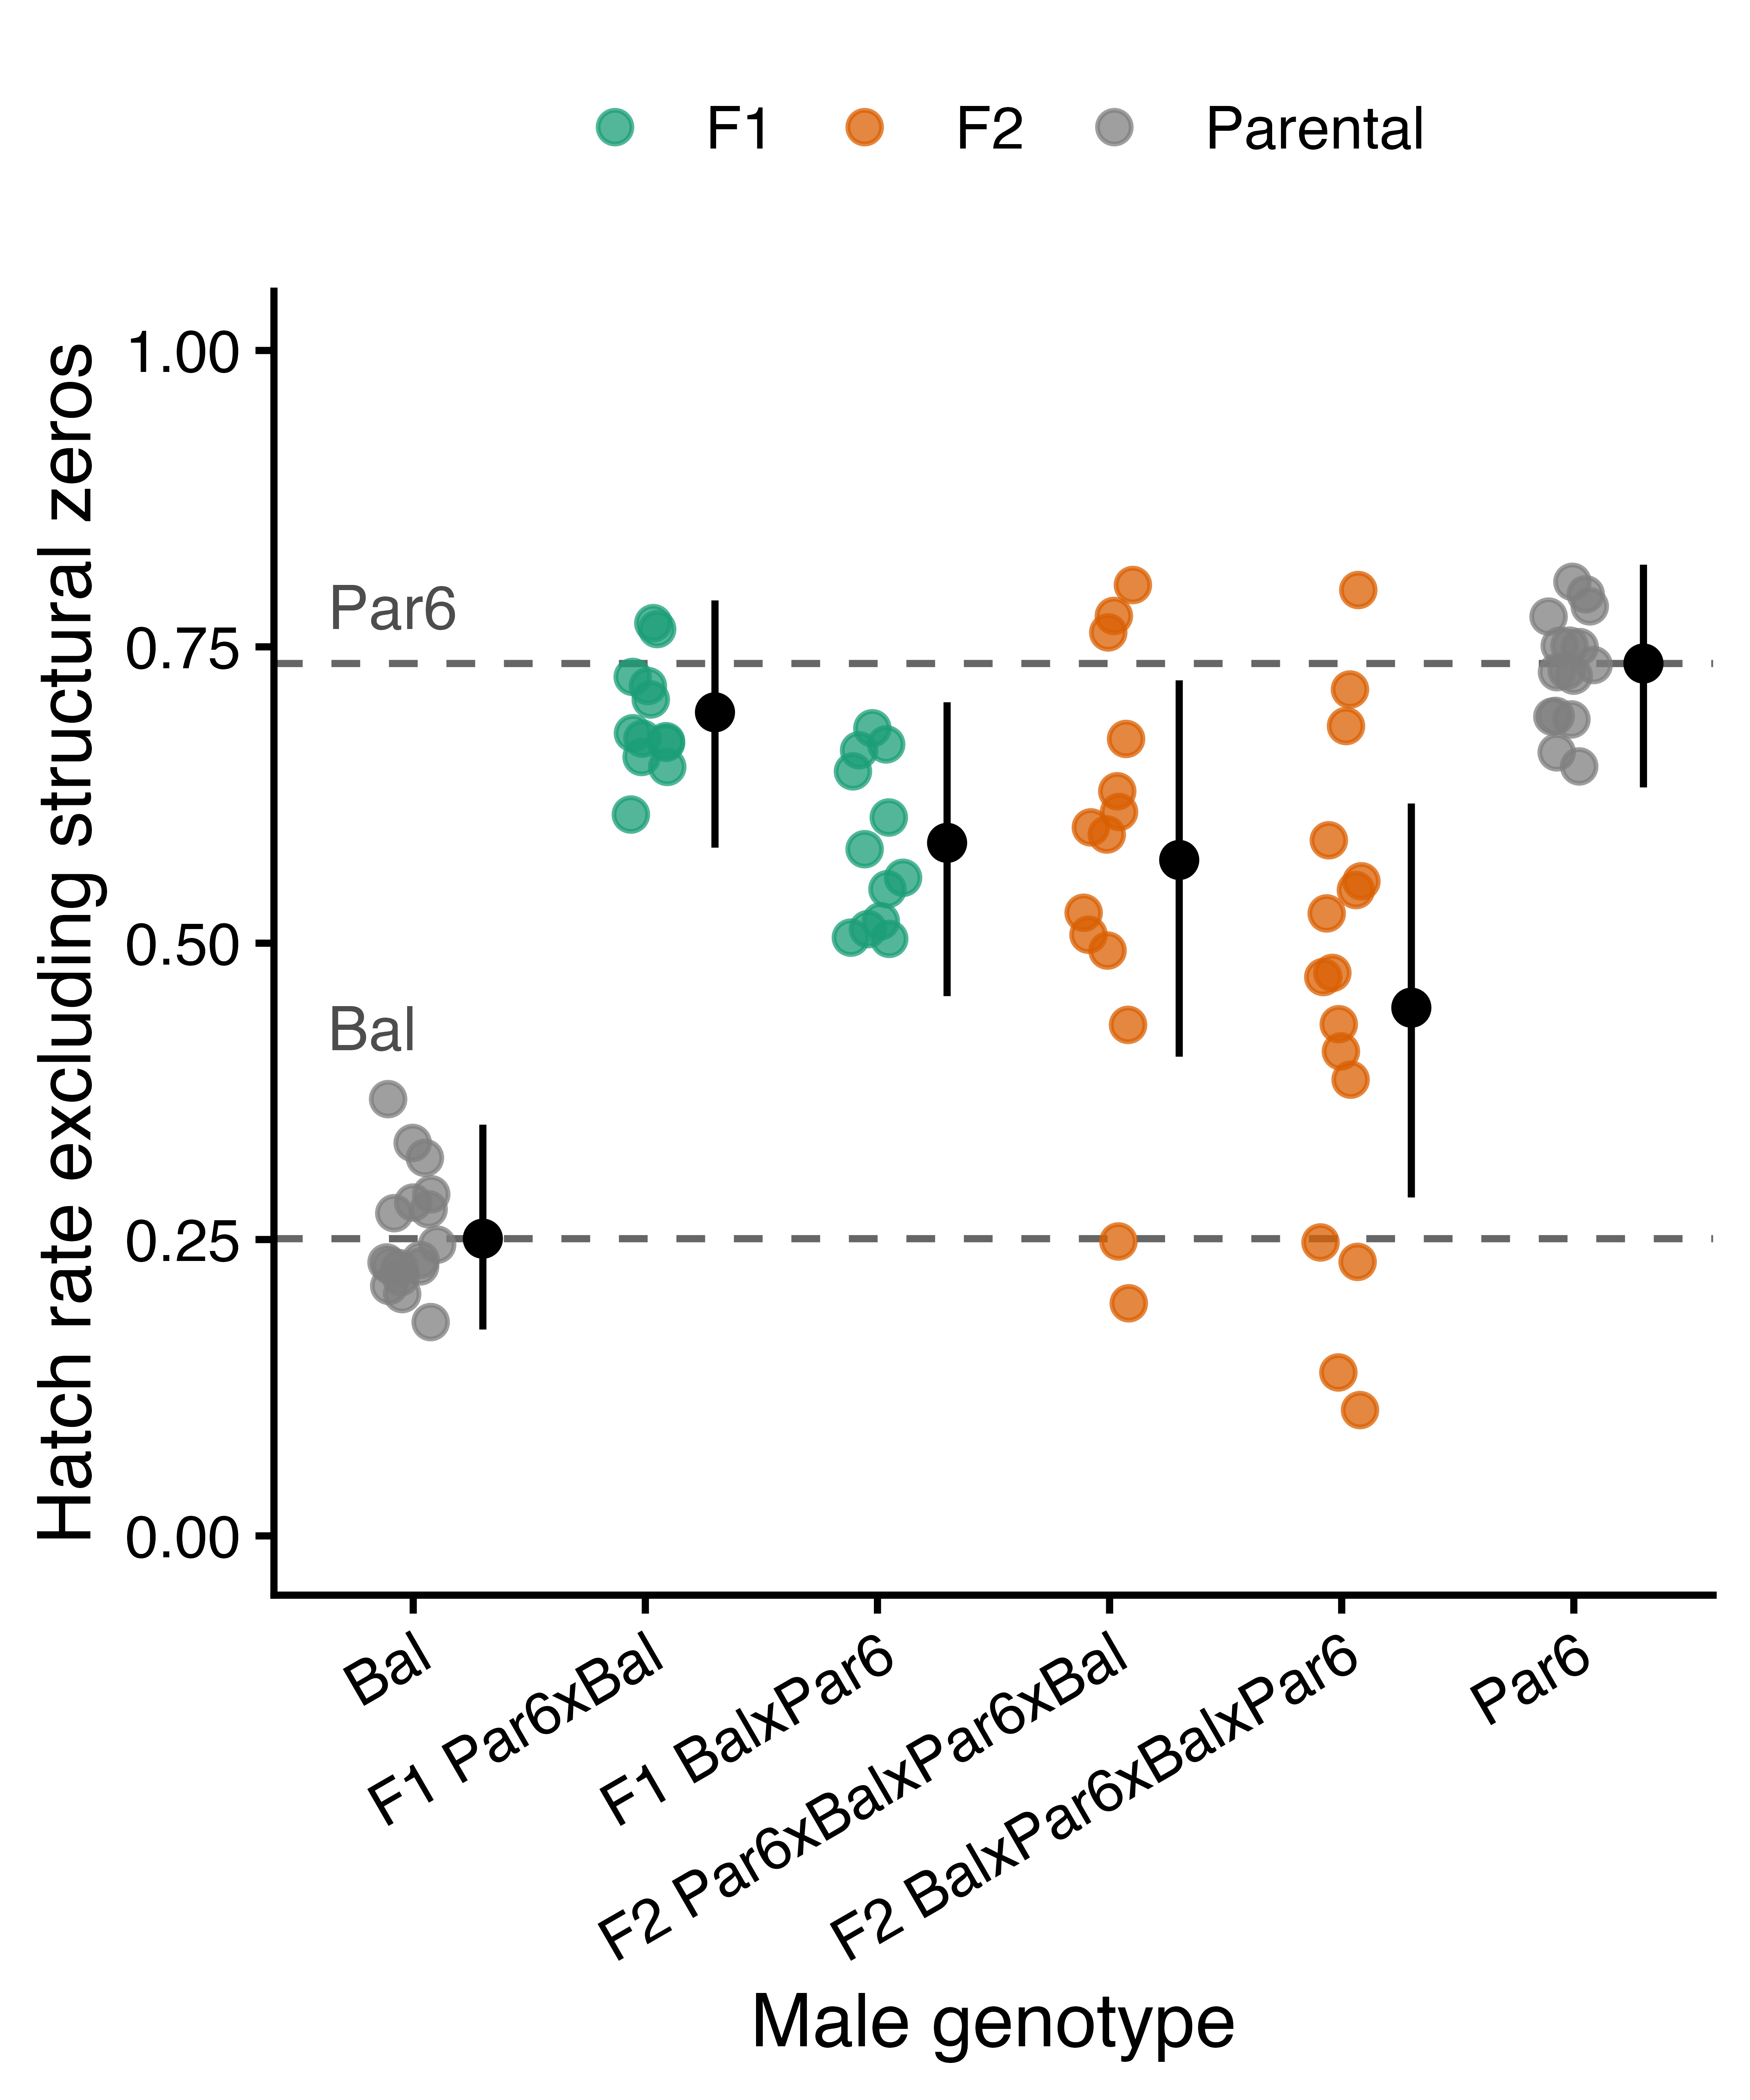 F1 F2 Parental
Hatch rate excluding structural zeros
1.00
0.75
0.50
0.25
0.00
Par6
Bal
Bal
F1 Par6xBal
F1 BalxPar6
F2 Par6xBalxPar6xBal
F2 BalxPar6xBalxPar6
Par6
Male genotype